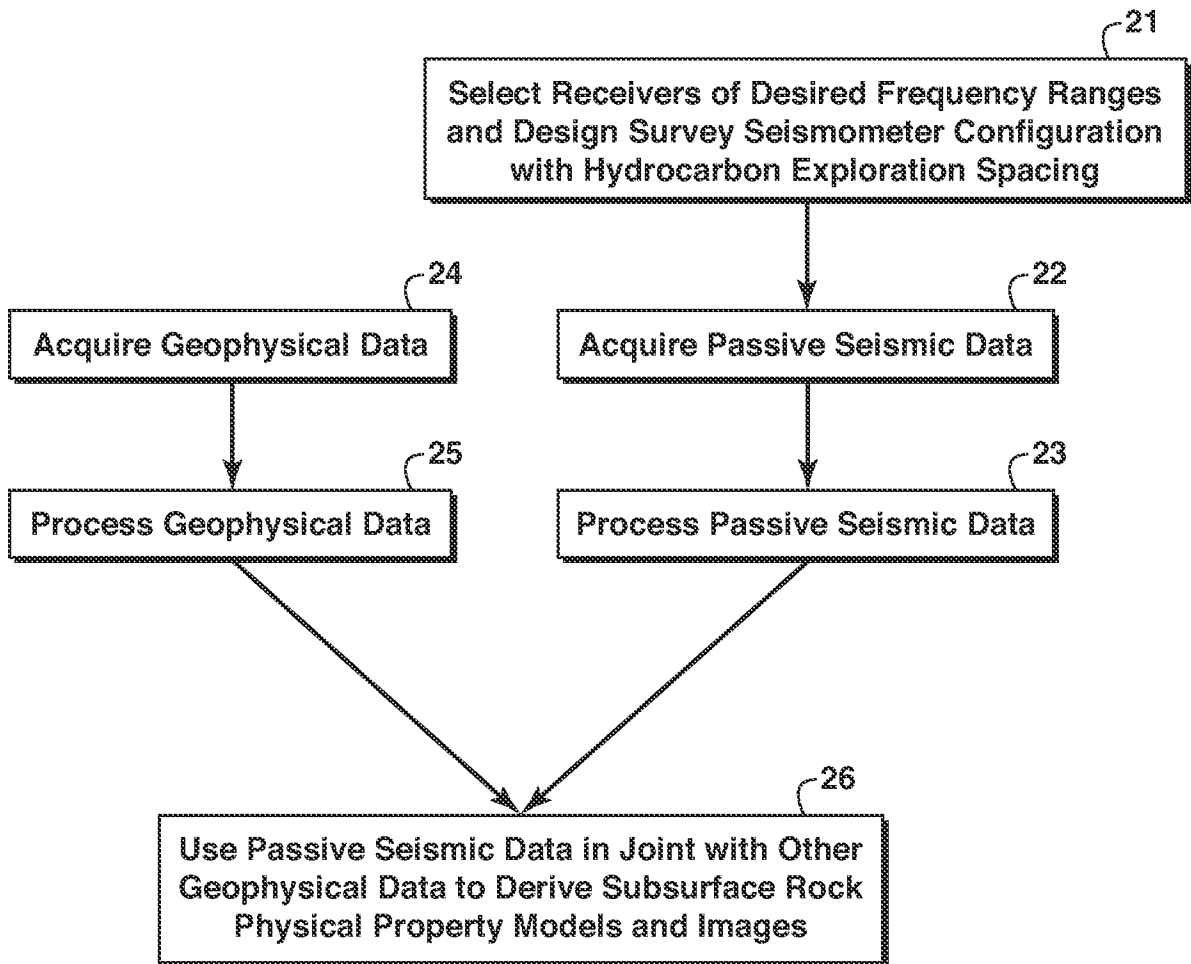 21
Select Receivers of Desired Frequency Ranges
and Design Survey Seismometer Configuration
with Hydrocarbon Exploration Spacing
24
Acquire Geophysical Data
22
Acquire Passive Seismic Data
25
Process Geophysical Data
23
Process Passive Seismic Data
26
Use Passive Seismic Data in Joint with Other
Geophysical Data to Derive Subsurface Rock
Physical Property Models and Images